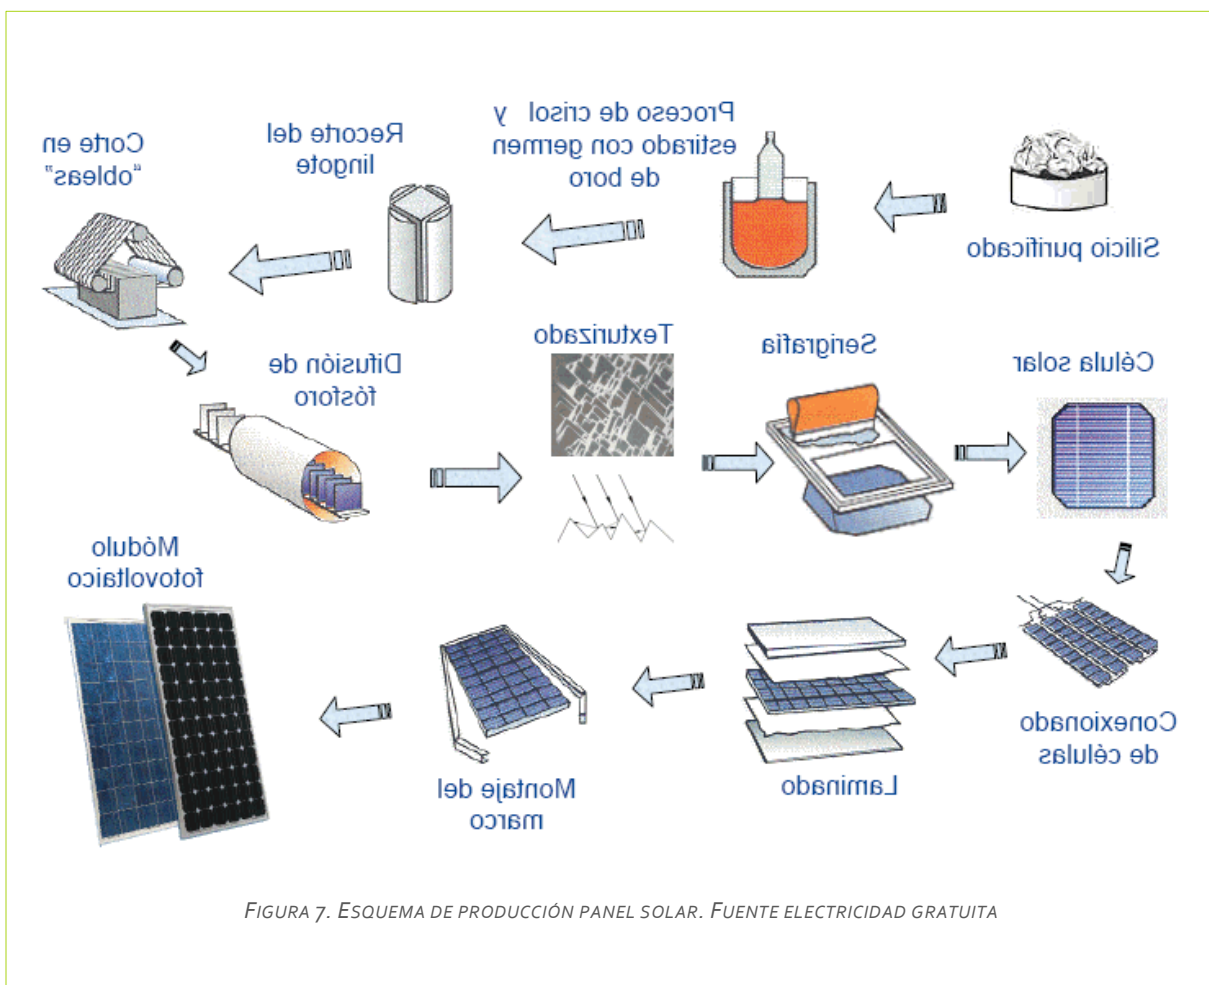 Silicio purificado
Proceso de crisol y
estirado con germen
de boro
Recorte del
lingote
Corte en
"obleas"
Difusión de
fósforo
Texturizado
Serigrafía
Célula solar
Conexionado
de células
Laminado
Montaje del
marco
Módulo
fotovoltaico
FIGURA 7. ESQUEMA DE PRODUCCIÓN PANEL SOLAR. FUENTE ELECTRICIDAD GRATUITA